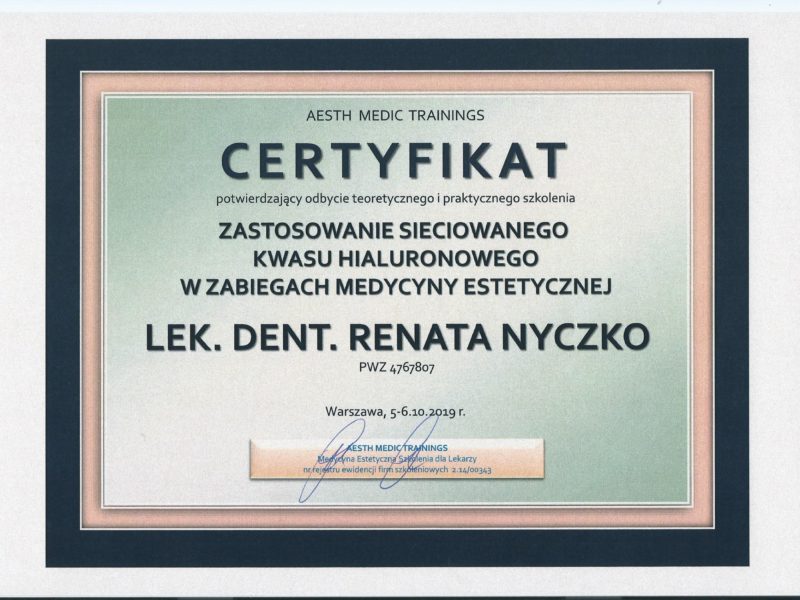 AESTH MEDIC TRAININGS
CERTYFIKAT
potwierdzający odbycie teoretycznego i praktycznego szkolenia
ZASTOSOWANIE SIECIOWANEGO
KWASU HIALURONOWEGO
W ZABIEGACH MEDYCYNY ESTETYCZNEJ
LEK. DENT. RENATA NYCZKO
PWZ 4767807
Warszawa, 5-6.10.2019 r.
AESTH MEDIC TRAININGS
Medycyna Estetyczna Szkolenia dla Lekarzy
nr rejestru ewidencji firm szkoleniowych 2.14/00343